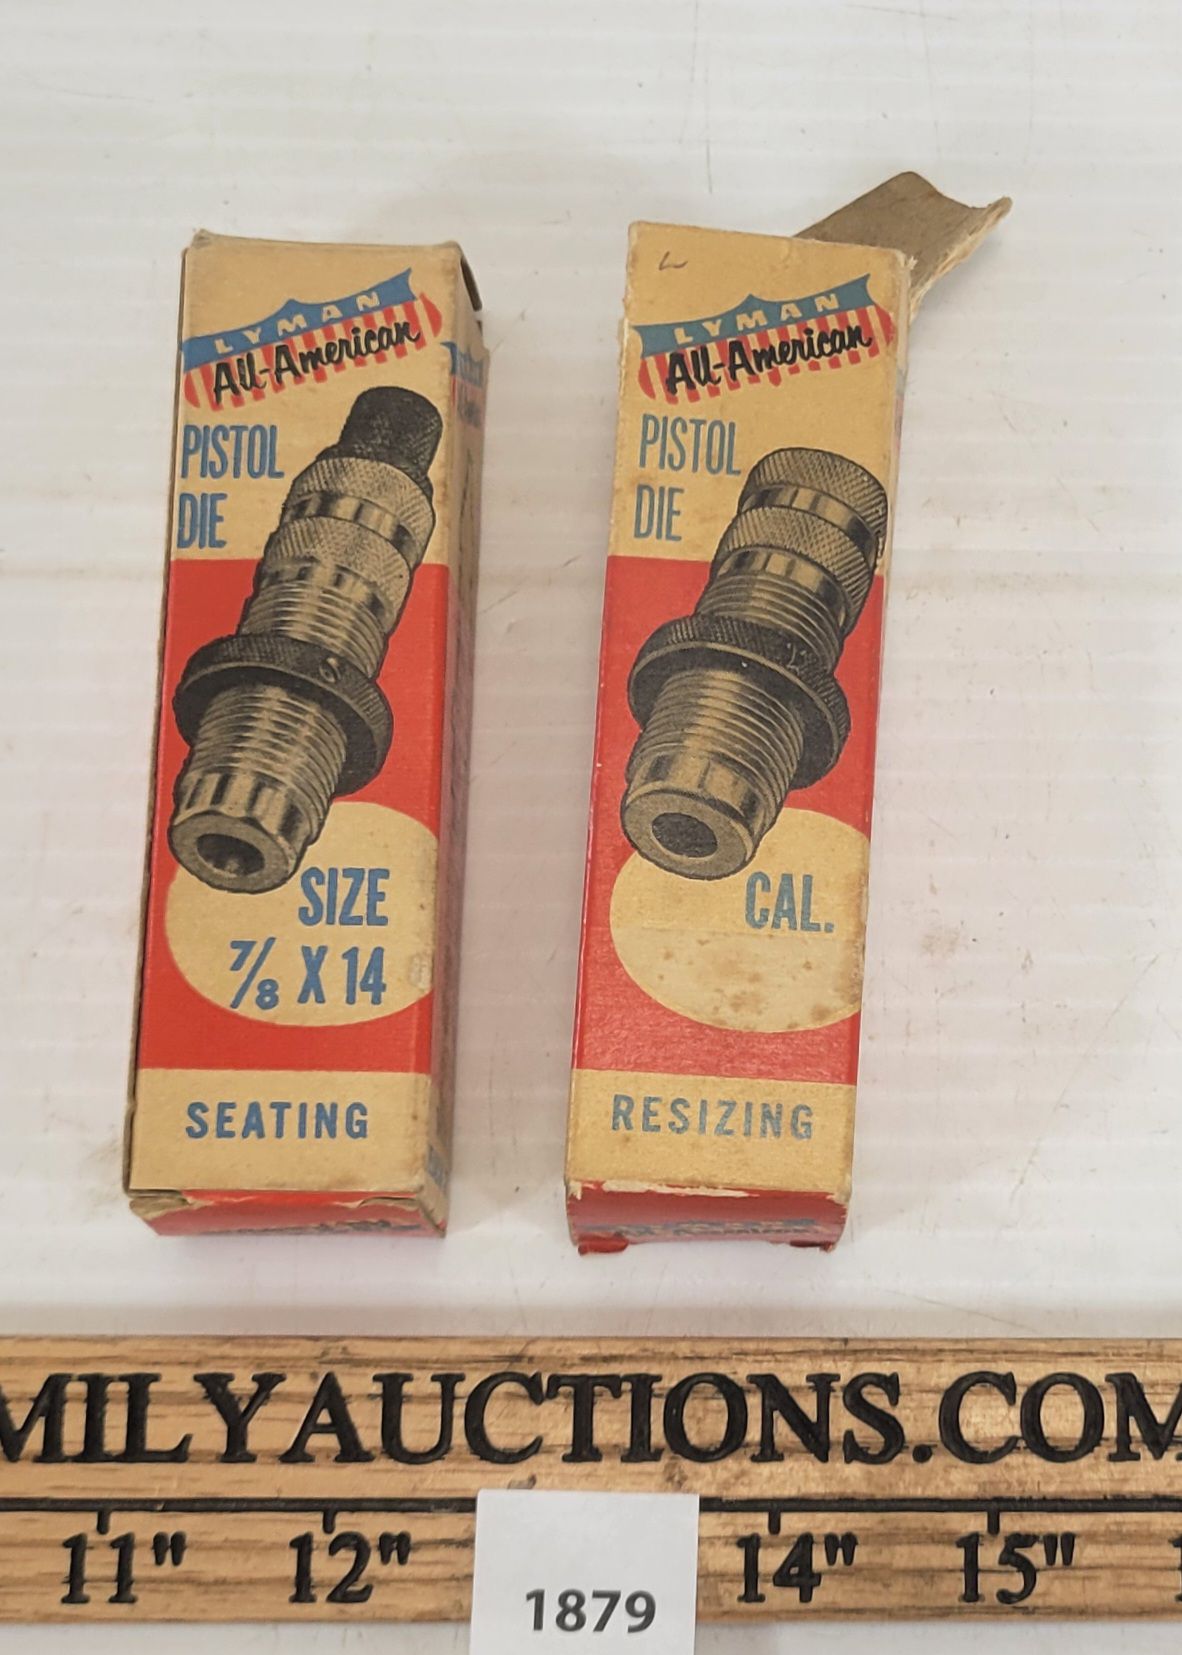 LYMAN
All-American
PISTOL
DIE
SIZE
7/8 X 14
SEATING
LYMAN
All-American
PISTOL
DIE
CAL.
RESIZING
MILYAUCTIONS.COM
11" 12" 14" 15"
1879